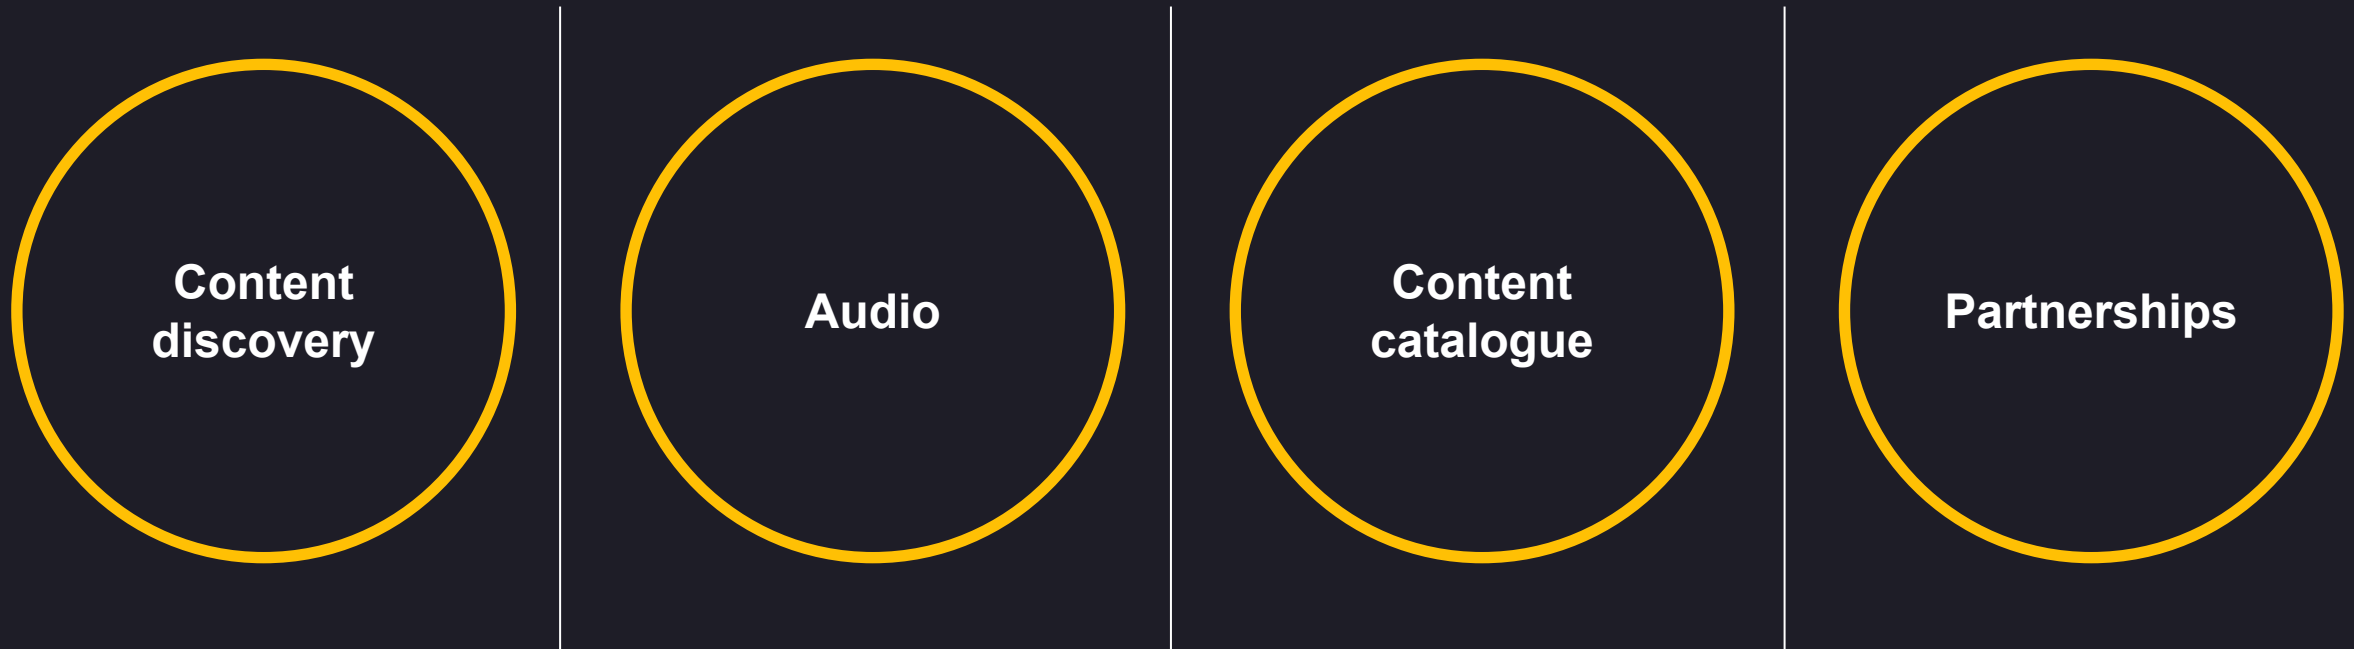 Content
discovery
Audio
Content
catalogue
Partnerships